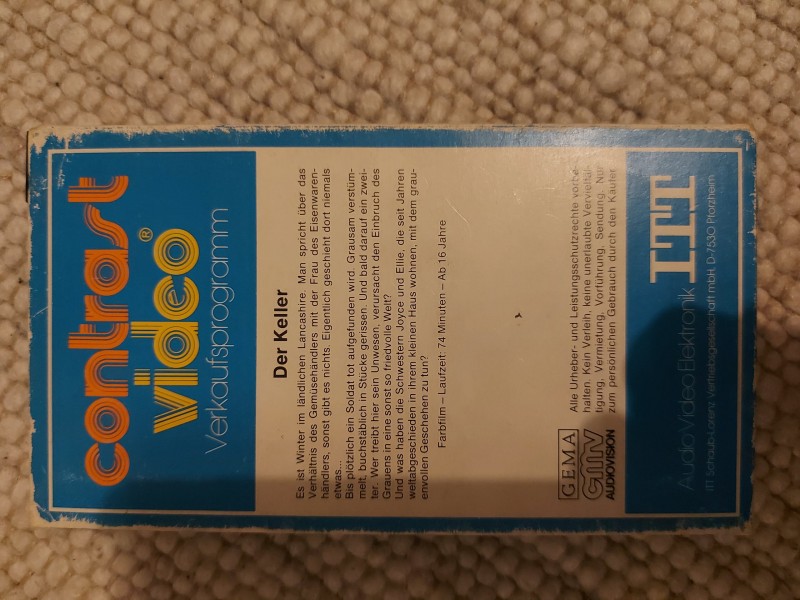 contrast
video®
Verkaufsprogramm
Der Keller
Es ist Winter im ländlichen Lancashire. Man spricht über das
Verhältnis des Gemüsehändlers mit der Frau des Eisenwaren-
händlers, sonst gibt es nichts. Eigentlich geschieht dort niemals
etwas...
Bis plötzlich ein Soldat tot aufgefunden wird. Grausam verstüm-
melt, buchstäblich in Stücke gerissen. Und bald darauf ein zwei-
ter. Wer treibt hier sein Unwesen, verursacht den Einbruch des
Grauens in eine sonst so friedvolle Welt?
Und was haben die Schwestern Joyce und Ellie, die seit Jahren
weltabgeschieden in ihrem kleinen Haus wohnen, mit dem grau-
envollen Geschehen zu tun?
Farbfilm – Laufzeit: 74 Minuten – Ab 16 Jahre
GEMA
AUDIOVISION
Alle Urheber- und Leistungsschutzrechte vorbe-
halten. Kein Verleih, keine unerlaubte Vervielfäl-
tigung, Vermietung, Vorführung, Sendung. Nur
zum persönlichen Gebrauch durch den Käufer
Audio Video Elektronik ITT
ITT Schaub-Lorenz Vertriebsgesellschaft mbH, D-7530 Pforzheim